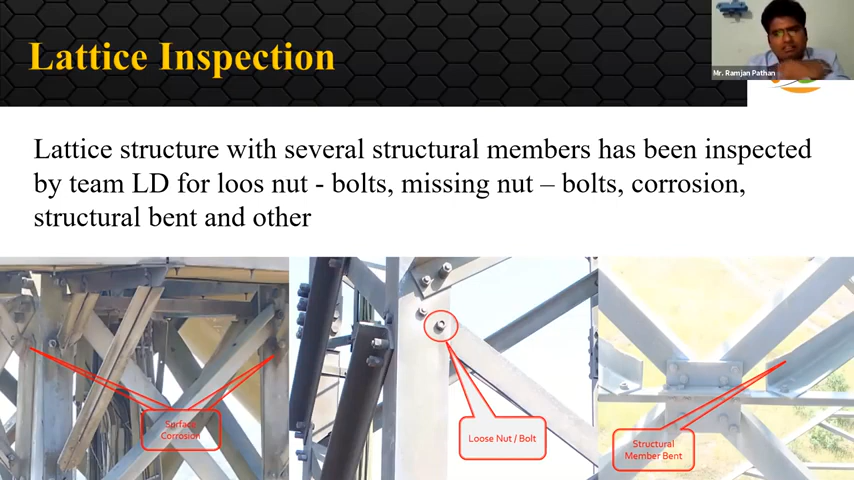 Lattice Inspection
Mr. Ramjan Pathan
Lattice structure with several structural members has been inspected
by team LD for loos nut - bolts, missing nut – bolts, corrosion,
structural bent and other
Surface
Corrosion
Loose Nut / Bolt
Structural
Member Bent